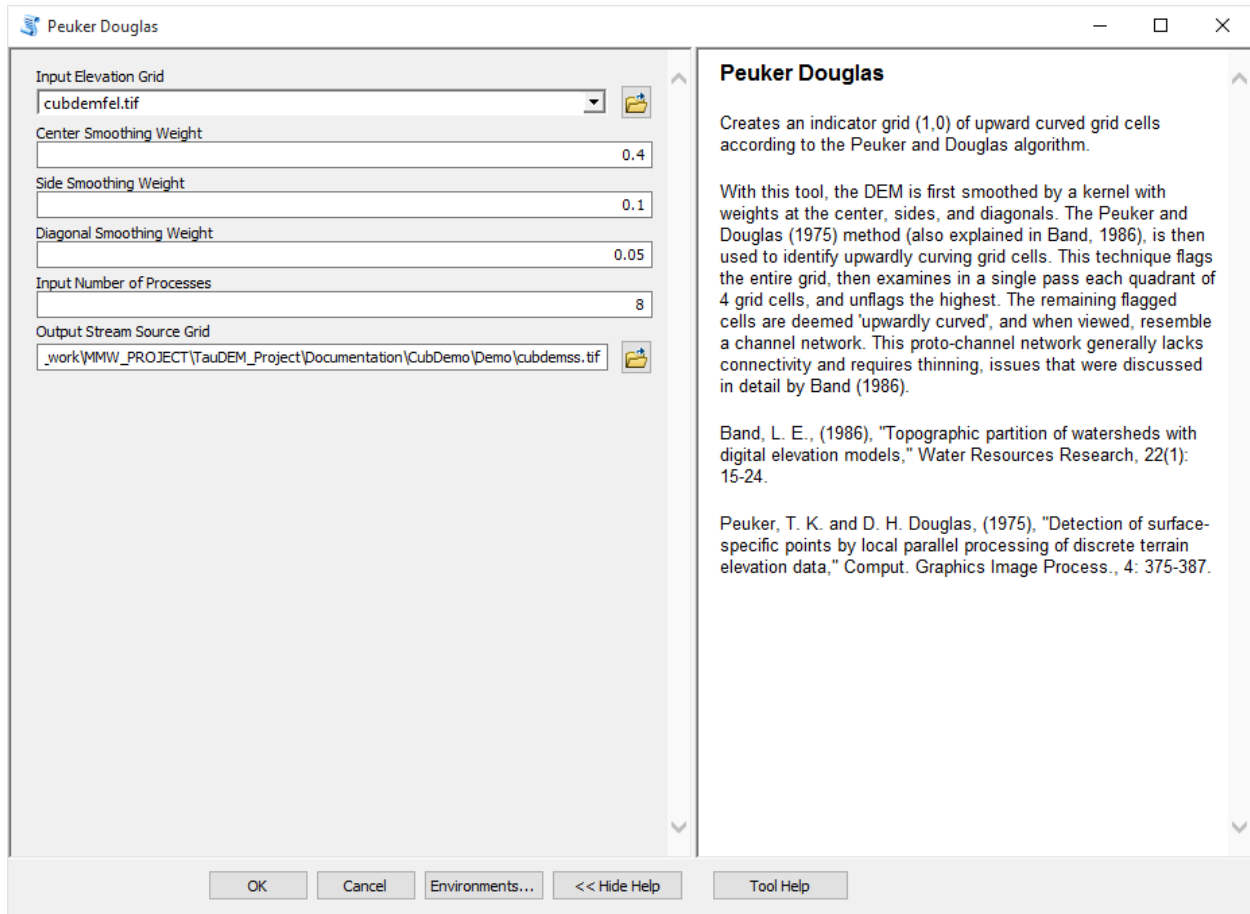 Peuker Douglas
Input Elevation Grid
cubdemfel.tif
Center Smoothing Weight
0.4
Side Smoothing Weight
0.1
Diagonal Smoothing Weight
0.05
Input Number of Processes
8
Output Stream Source Grid
_work\MMW_PROJECT\TauDEM_Project\Documentation\CubDemo\Demo\cubdemss.tif
Peuker Douglas
Creates an indicator grid (1,0) of upward curved grid cells
according to the Peuker and Douglas algorithm.
With this tool, the DEM is first smoothed by a kernel with
weights at the center, sides, and diagonals. The Peuker and
Douglas (1975) method (also explained in Band, 1986), is then
used to identify upwardly curving grid cells. This technique flags
the entire grid, then examines in a single pass each quadrant of
4 grid cells, and unflags the highest. The remaining flagged
cells are deemed 'upwardly curved', and when viewed, resemble
a channel network. This proto-channel network generally lacks
connectivity and requires thinning, issues that were discussed
in detail by Band (1986).
Band, L. E., (1986), "Topographic partition of watersheds with
digital elevation models," Water Resources Research, 22(1):
15-24.
Peuker, T. K. and D. H. Douglas, (1975), "Detection of surface-
specific points by local parallel processing of discrete terrain
elevation data," Comput. Graphics Image Process., 4: 375-387.
OK
Cancel
Environments...
<< Hide Help
Tool Help